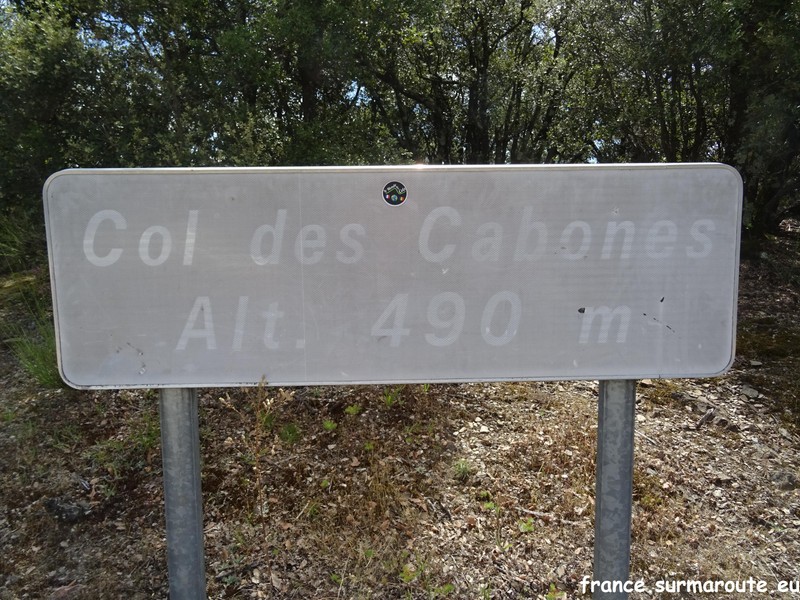 Col des Cabones
Alt. 490 m
france.surmaroute.eu